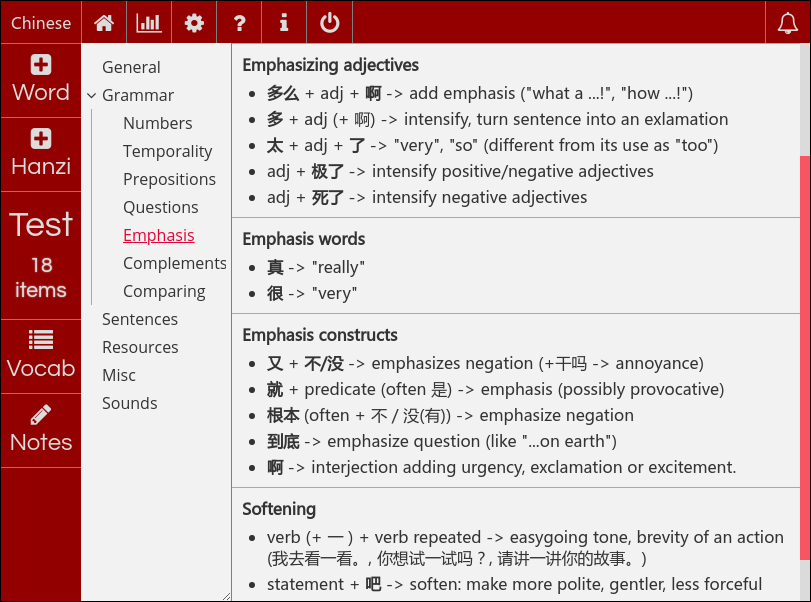 Chinese
Word
Hanzi
Test
18
items
Vocab
Notes
General
Grammar
Numbers
Temporality
Prepositions
Questions
Emphasis
Complements
Comparing
Sentences
Resources
Misc
Sounds
Emphasizing adjectives
• 多么 + adj + 啊 -> add emphasis ("what a ...!", "how ...!")
• 多 + adj (+ 啊) -> intensify, turn sentence into an exlamation
• 太 + adj + 了 -> "very", "so" (different from its use as "too")
• adj + 极了 -> intensify positive/negative adjectives
• adj + 死了 -> intensify negative adjectives
Emphasis words
• 真 -> "really"
• 很 -> "very"
Emphasis constructs
• 又 + 不/没 -> emphasizes negation (+干吗 -> annoyance)
• 就 + predicate (often 是) -> emphasis (possibly provocative)
• 根本 (often + 不 / 没(有)) -> emphasize negation
• 到底 -> emphasize question (like "...on earth")
• 啊 -> interjection adding urgency, exclamation or excitement.
Softening
• verb (+ 一 ) + verb repeated -> easygoing tone, brevity of an action
(我去看一看。, 你想试一试吗？, 请讲一讲你的故事。)
• statement + 吧 -> soften: make more polite, gentler, less forceful